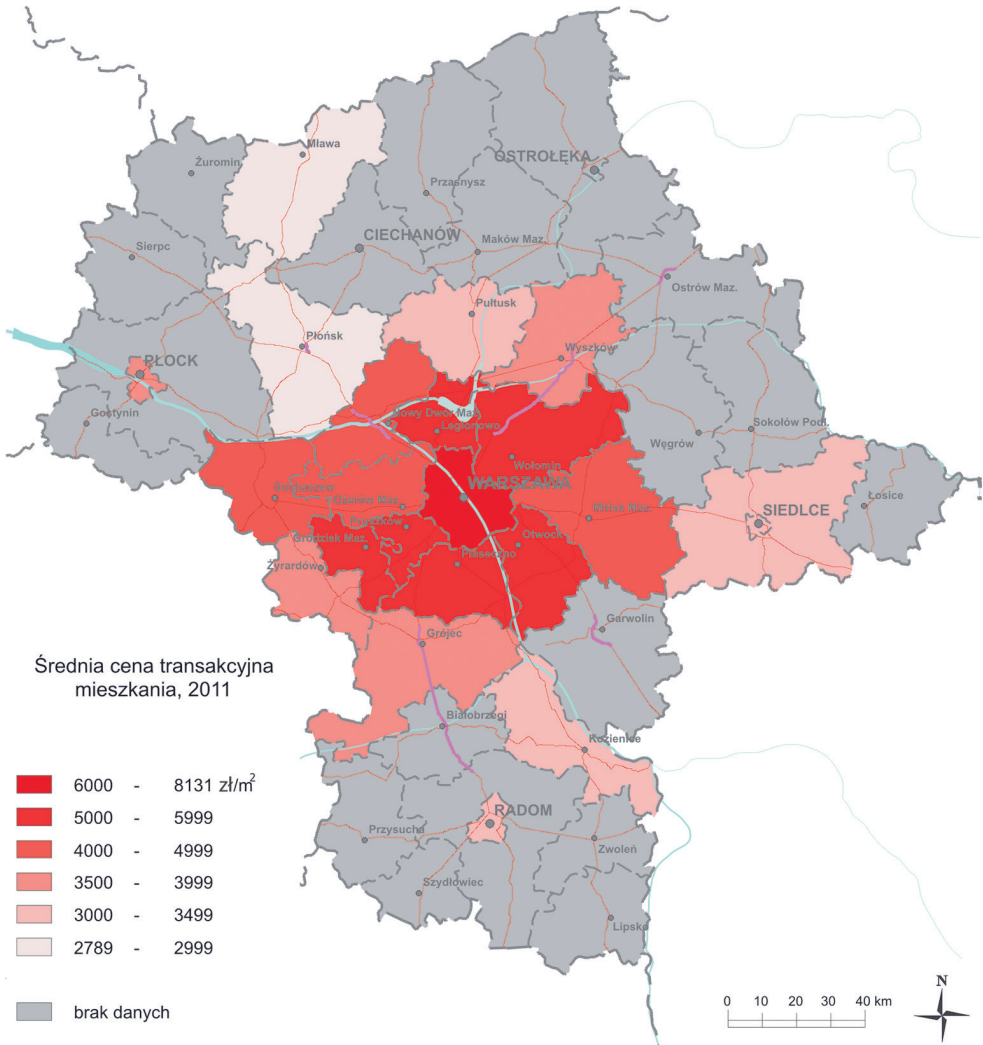 Mława
Żuromin
OSTROŁĘKA
Przasnysz
CIECHANÓW
Maków Maz.
Sierpc
Ostrów Maz.
Pułtusk
Płońsk
Wyszków
PŁOCK
Gostynin
Nowy Dwór Maz.
Legionowo
Sokołów Podl.
Węgrów
Wołomin
WARSZAWA
Sochaczew
Łosice
Ożarów Maz.
Mińsk Maz.
SIEDLCE
Pruszków
Grodzisk Maz.
Otwock
Piaseczno
Żyrardów
Garwolin
Grójec
Średnia cena transakcyjna
mieszkania, 2011
Białobrzegi
Kozienice
6000 - 8131 zł/m²
5000 - 5999
4000 - 4999
3500 - 3999
3000 - 3499
2789 - 2999
brak danych
RADOM
Przysucha
Zwoleń
Szydłowiec
Lipsko
N
0 10 20 30 40 km